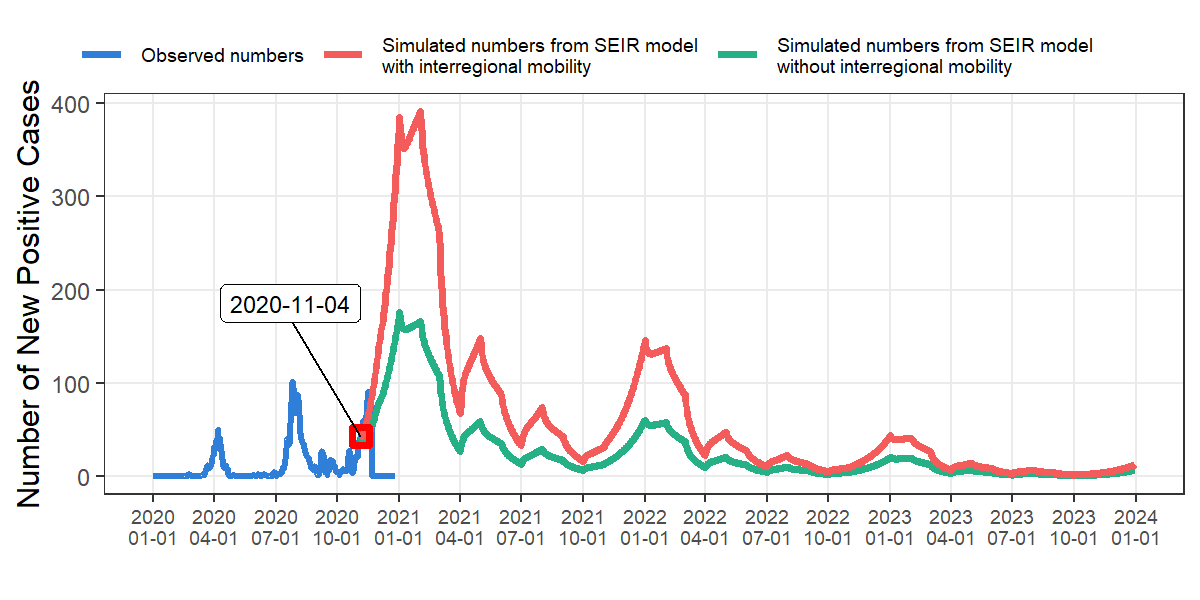 Observed numbers
Simulated numbers from SEIR model
with interregional mobility
Simulated numbers from SEIR model
without interregional mobility
Number of New Positive Cases
400
300
200
100
0
2020-11-04
2020 2020 2020 2020 2021 2021 2021 2021 2022 2022 2022 2022 2023 2023 2023 2023 2024
01-01 04-01 07-01 10-01 01-01 04-01 07-01 10-01 01-01 04-01 07-01 10-01 01-01 04-01 07-01 10-01 01-01